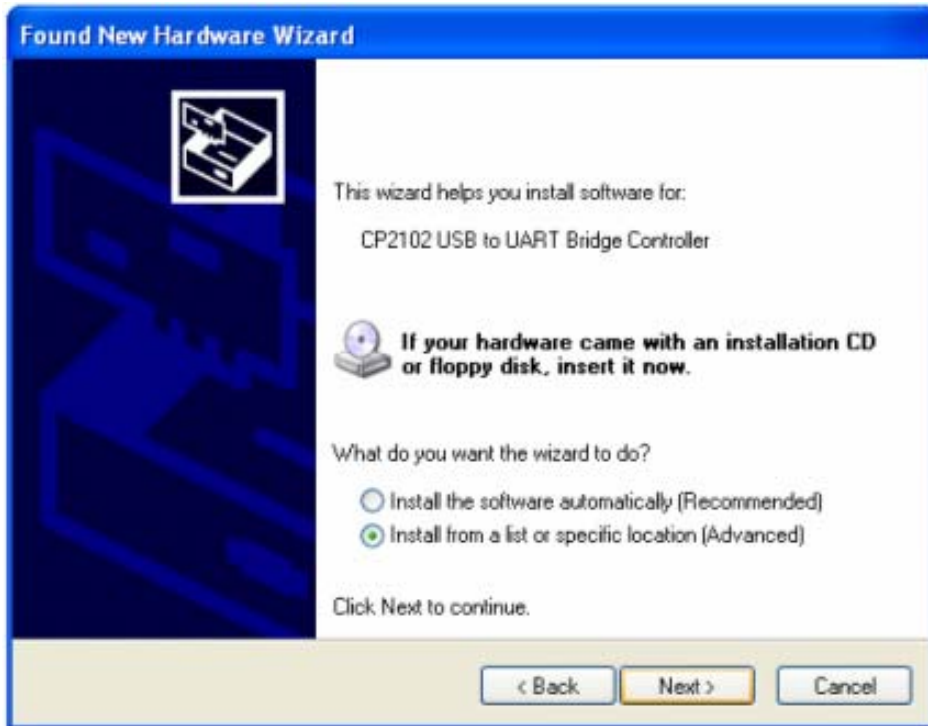 Found New Hardware Wizard
This wizard helps you install software for:
CP2102 USB to UART Bridge Controller
If your hardware came with an installation CD
or floppy disk, insert it now.
What do you want the wizard to do?
Install the software automatically (Recommended)
Install from a list or specific location (Advanced)
Click Next to continue.
< Back Next > Cancel